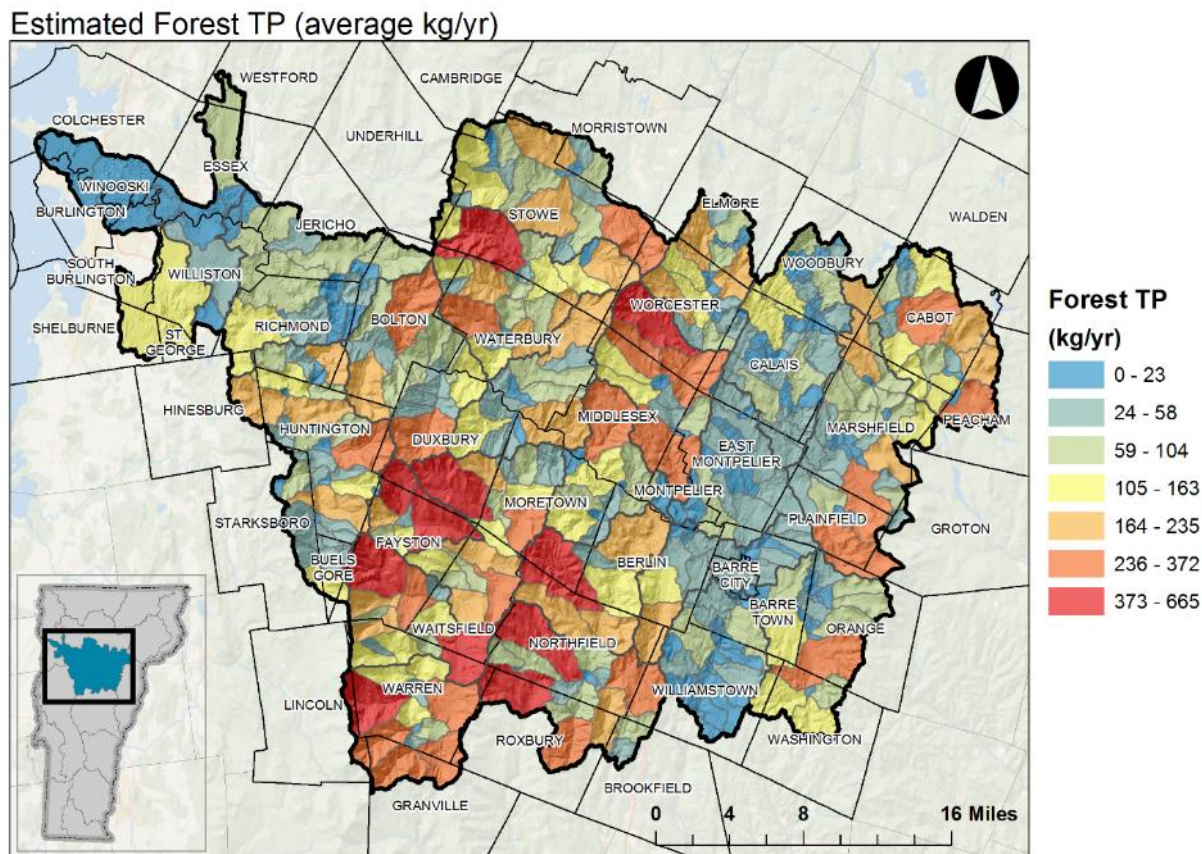 Estimated Forest TP (average kg/yr)
WESTFORD
CAMBRIDGE
COLCHESTER
UNDERHILL
MORRISTOWN
ESSEX
WINOOSKI
BURLINGTON
JERICHO
STOWE
ELMORE
WALDEN
SOUTH
BURLINGTON
WILLISTON
WOODBURY
SHELBURNE
ST
GEORGE
RICHMOND
BOLTON
WATERBURY
WORCESTER
CABOT
CALAIS
HINESBURG
HUNTINGTON
DUXBURY
MIDDLESEX
MARSHFIELD
PEACHAM
EAST
MONTPELIER
STARKSBORO
MORETOWN
MONTPELIER
PLAINFIELD
GROTON
BUELS
GORE
FAYSTON
BERLIN
BARRE
CITY
BARRE
TOWN
ORANGE
WAITSFIELD
NORTHFIELD
LINCOLN
WARREN
WILLIAMSTOWN
ROXBURY
WASHINGTON
BROOKFIELD
GRANVILLE
0 4 8 16 Miles
Forest TP
(kg/yr)
0 - 23
24 - 58
59 - 104
105 - 163
164 - 235
236 - 372
373 - 665